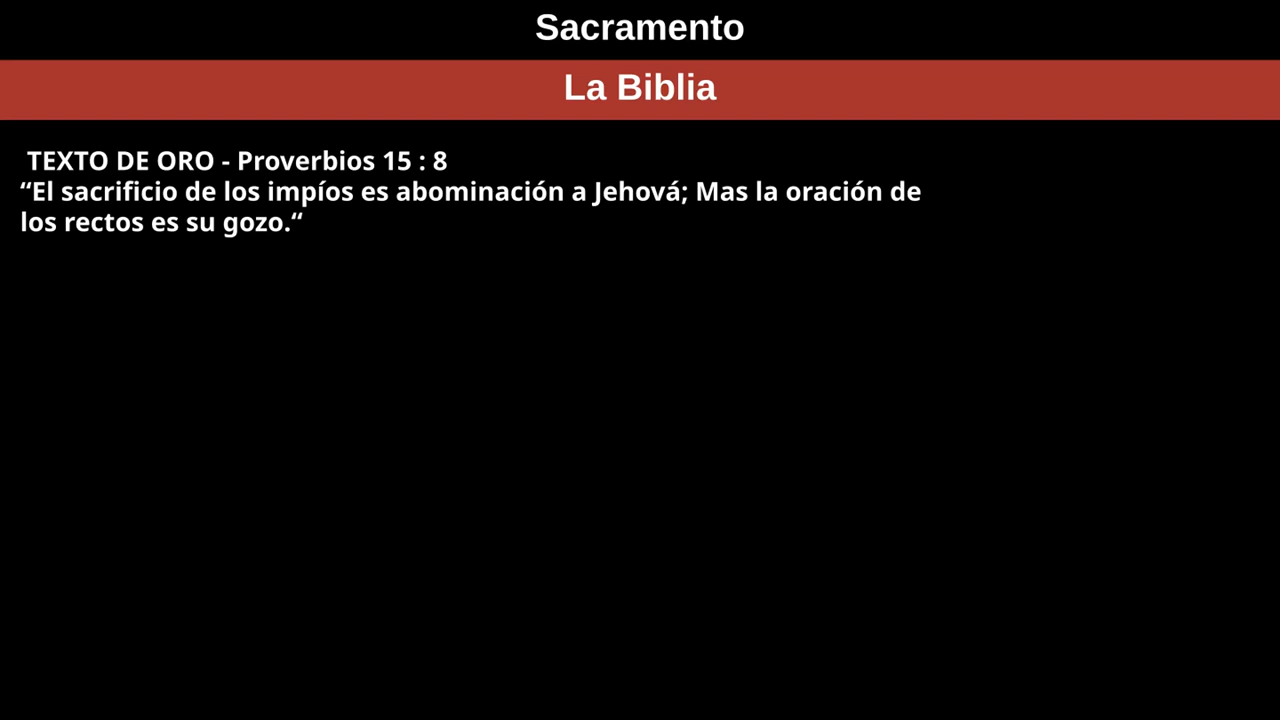 Sacramento
La Biblia
TEXTO DE ORO - Proverbios 15 : 8
“El sacrificio de los impíos es abominación a Jehová; Mas la oración de
los rectos es su gozo.“